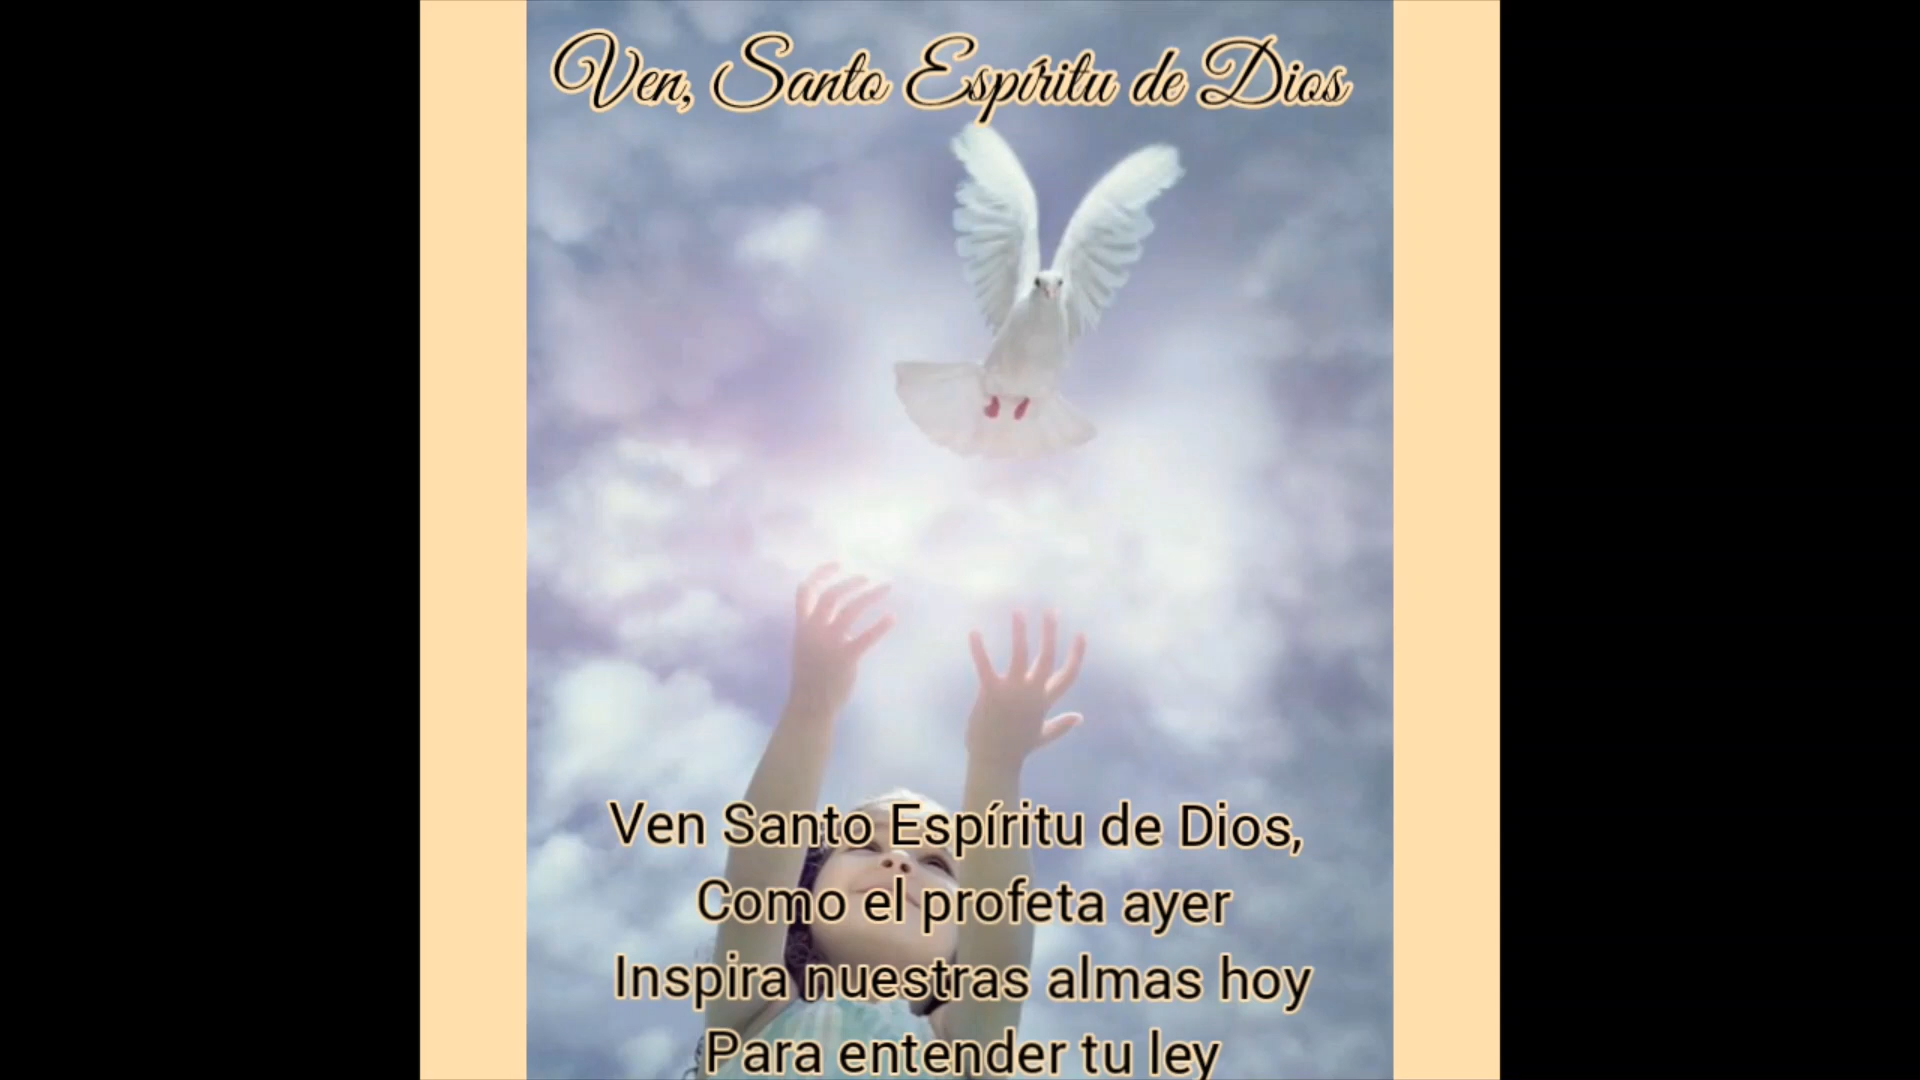 Ven, Santo Espíritu de Dios
Ven Santo Espíritu de Dios,
Como el profeta ayer
Inspira nuestras almas hoy
Para entender tu ley